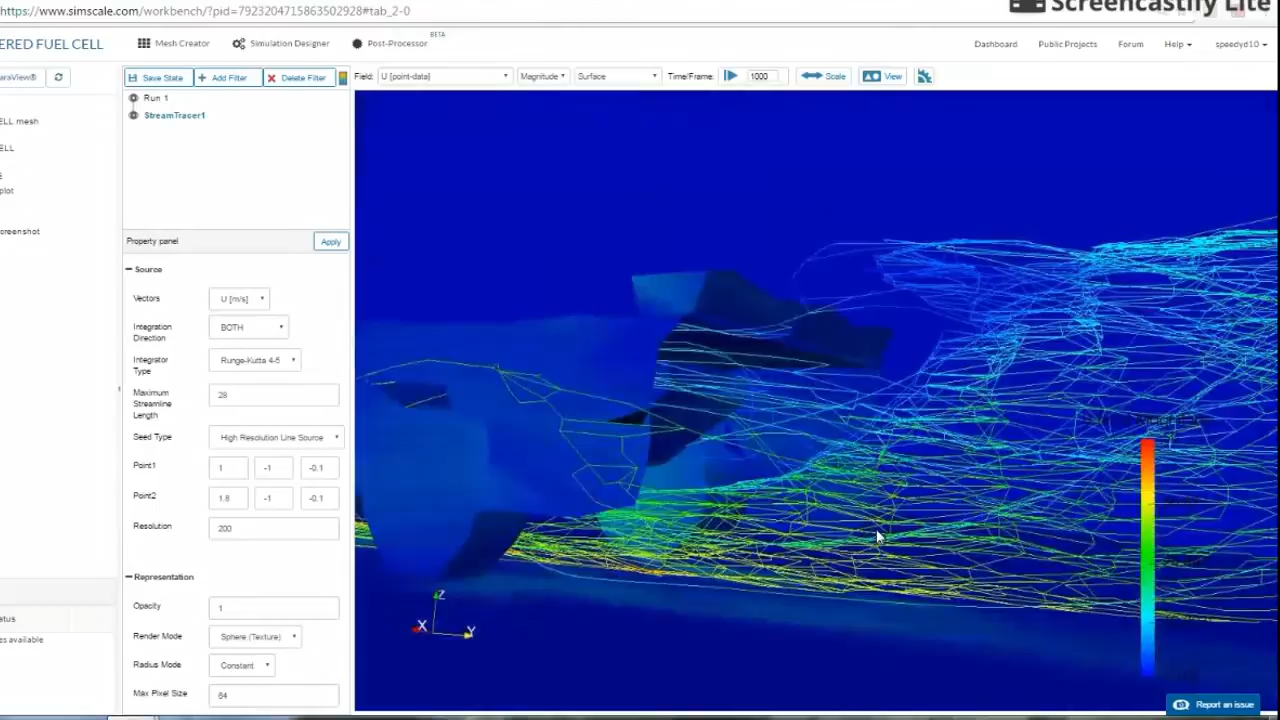 https://www.simscale.com/workbench/?pid=7923204715863502928#tab_2-0
Screencastify Lite
ERED FUEL CELL
Mesh Creator
Simulation Designer
Post-Processor
BETA
Dashboard
Public Projects
Forum
Help
speedyd10
araView®
Save State
Add Filter
Delete Filter
Field:
U [point-data]
Magnitude
Surface
Time/Frame:
1000
Scale
View
Run 1
StreamTracer1
ELL mesh
ELL
plot
creenshot
Property panel
Apply
Source
Vectors
U [m/s]
Integration Direction
BOTH
Integrator Type
Runge-Kutta 4-5
Maximum Streamline Length
28
Seed Type
High Resolution Line Source
Point1
1 -1 -0.1
Point2
1.8 -1 -0.1
Resolution
200
Representation
Opacity
1
Render Mode
Sphere (Texture)
Radius Mode
Constant
Max Pixel Size
64
atus
es available
Z
X
Y
Report an issue